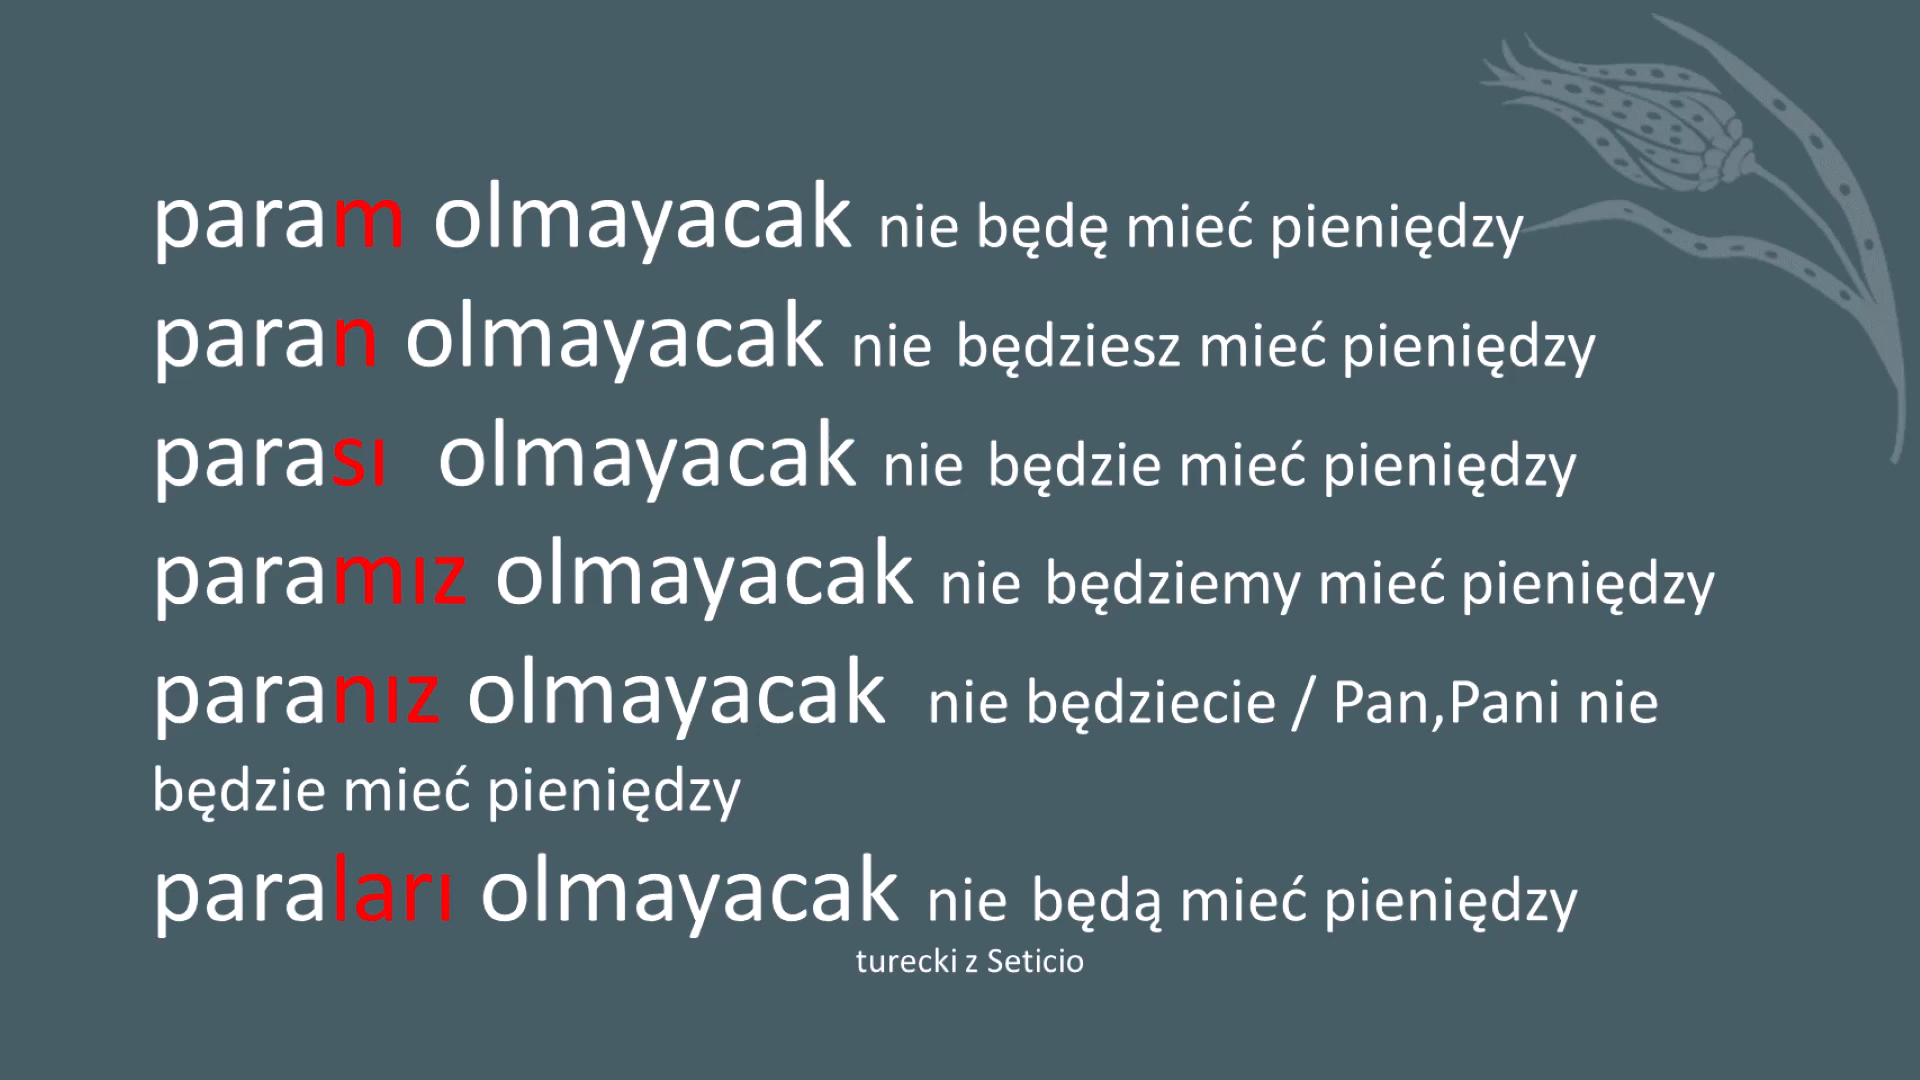 param olmayacak nie będę mieć pieniędzy
paran olmayacak nie będziesz mieć pieniędzy
parası olmayacak nie będzie mieć pieniędzy
paramız olmayacak nie będziemy mieć pieniędzy
paranız olmayacak nie będziecie / Pan,Pani nie
będzie mieć pieniędzy
paraları olmayacak nie będą mieć pieniędzy
turecki z Seticio